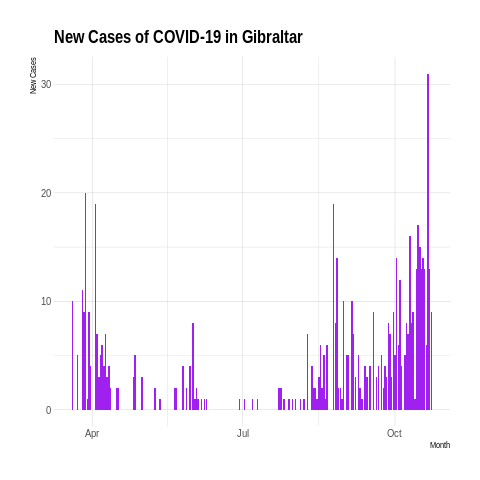 New Cases of COVID-19 in Gibraltar
New Cases
30
20
10
0
Apr
Jul
Oct
Month